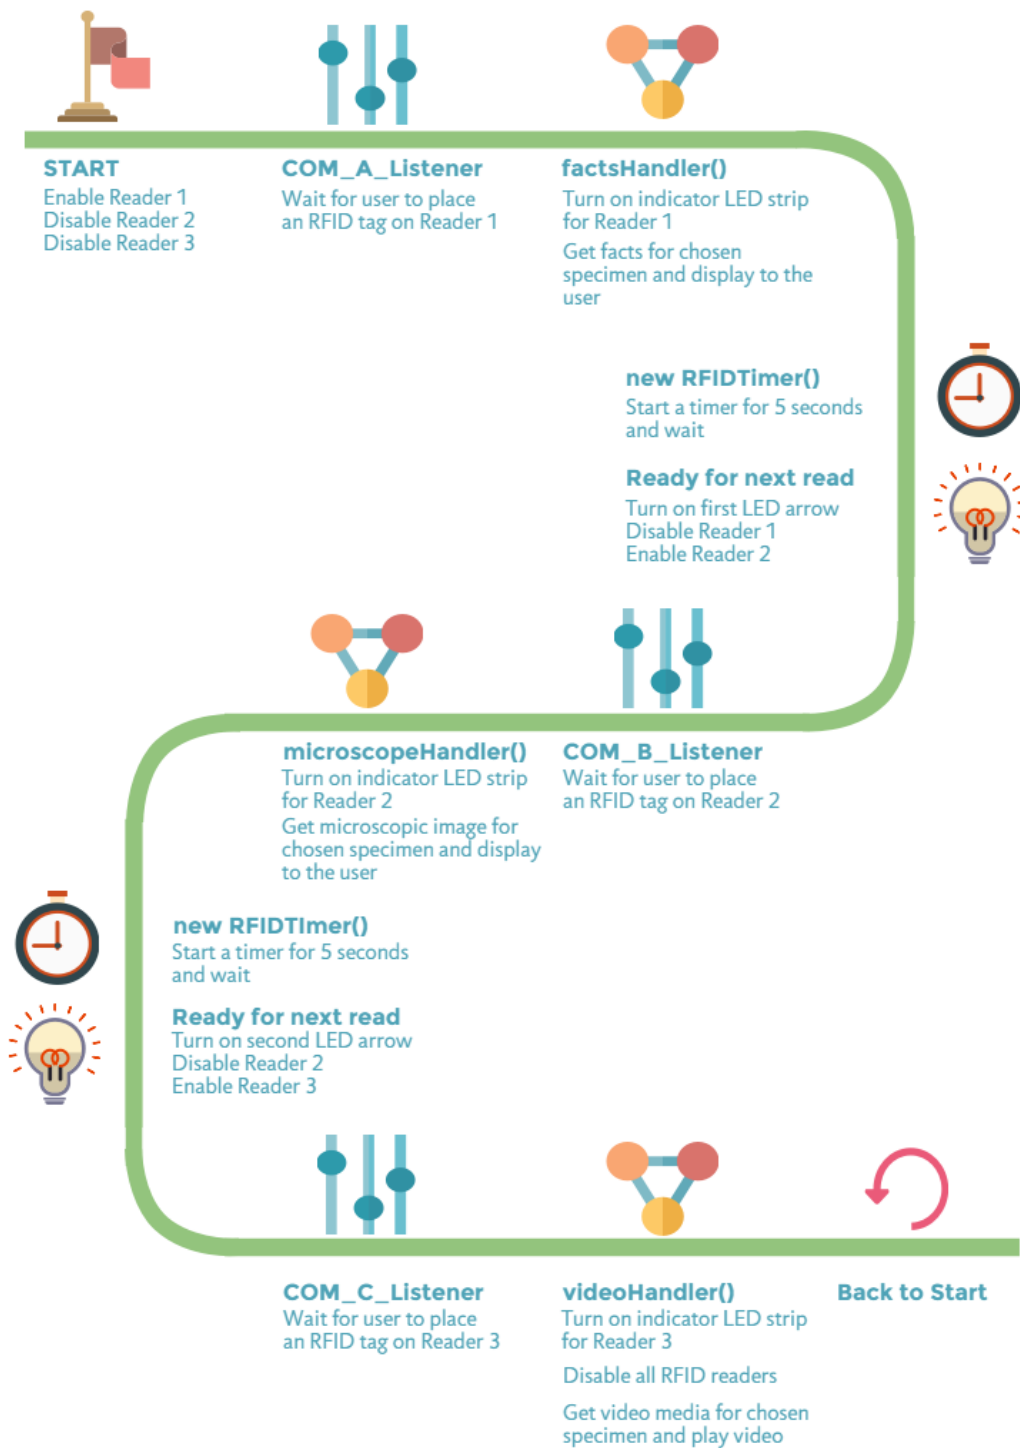 START
Enable Reader 1
Disable Reader 2
Disable Reader 3
COM_A_Listener
Wait for user to place
an RFID tag on Reader 1
factsHandler()
Turn on indicator LED strip
for Reader 1
Get facts for chosen
specimen and display to the
user
new RFIDTimer()
Start a timer for 5 seconds
and wait
Ready for next read
Turn on first LED arrow
Disable Reader 1
Enable Reader 2
COM_B_Listener
Wait for user to place
an RFID tag on Reader 2
microscopeHandler()
Turn on indicator LED strip
for Reader 2
Get microscopic image for
chosen specimen and display
to the user
new RFIDTImer()
Start a timer for 5 seconds
and wait
Ready for next read
Turn on second LED arrow
Disable Reader 2
Enable Reader 3
COM_C_Listener
Wait for user to place
an RFID tag on Reader 3
videoHandler()
Turn on indicator LED strip
for Reader 3
Disable all RFID readers
Get video media for chosen
specimen and play video
Back to Start